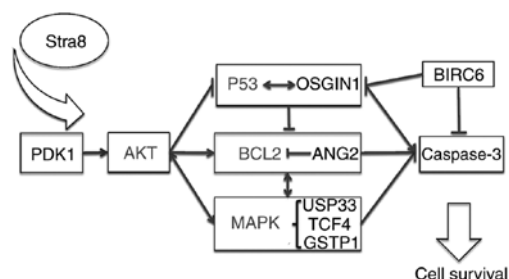 Stra8
P53 OSGIN1
BIRC6
PDK1
AKT
BCL2 ANG2
Caspase-3
MAPK
USP33
TCF4
GSTP1
Cell survival